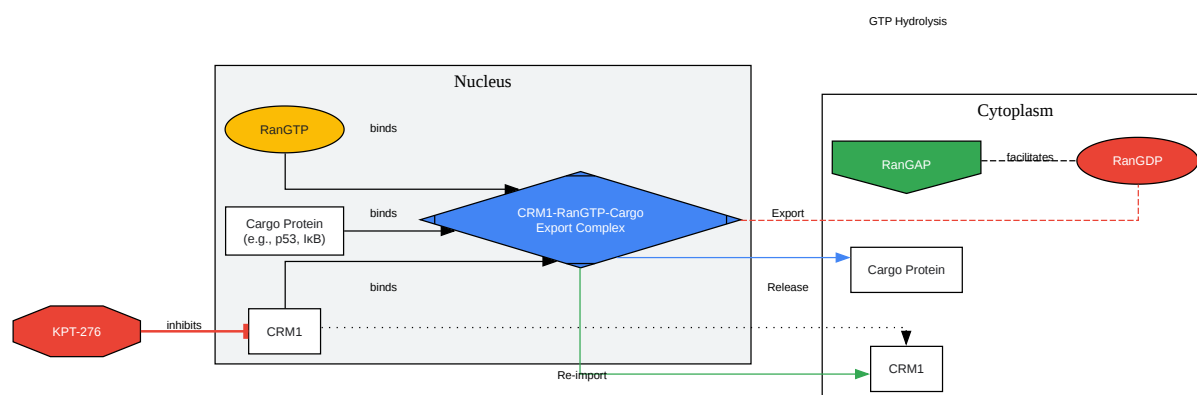 GTP Hydrolysis
Nucleus
Cytoplasm
RanGTP
binds
RanGAP
facilitates
RanGDP
Cargo Protein
(e.g., p53, IκB)
binds
CRM1-RanGTP-Cargo
Export Complex
Export
Cargo Protein
binds
Release
KPT-276
inhibits
CRM1
Re-import
CRM1